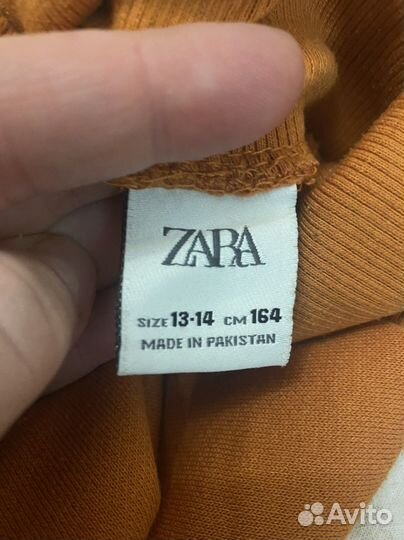 ZARA
SIZE 13-14 CM 164
MADE IN PAKISTAN
Avito